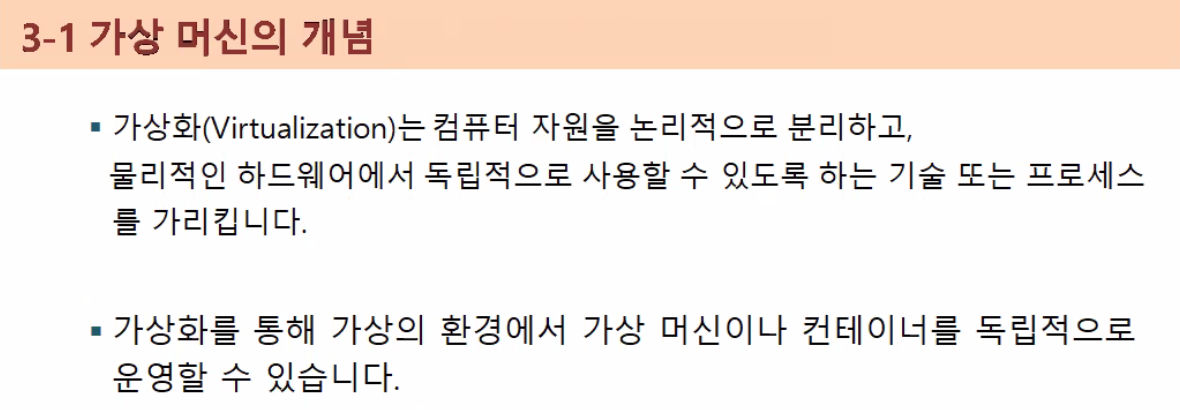 3-1 가상 머신의 개념
▪ 가상화(Virtualization)는 컴퓨터 자원을 논리적으로 분리하고,
물리적인 하드웨어에서 독립적으로 사용할 수 있도록 하는 기술 또는 프로세스
를 가리킵니다.
▪ 가상화를 통해 가상의 환경에서 가상 머신이나 컨테이너를 독립적으로
운영할 수 있습니다.